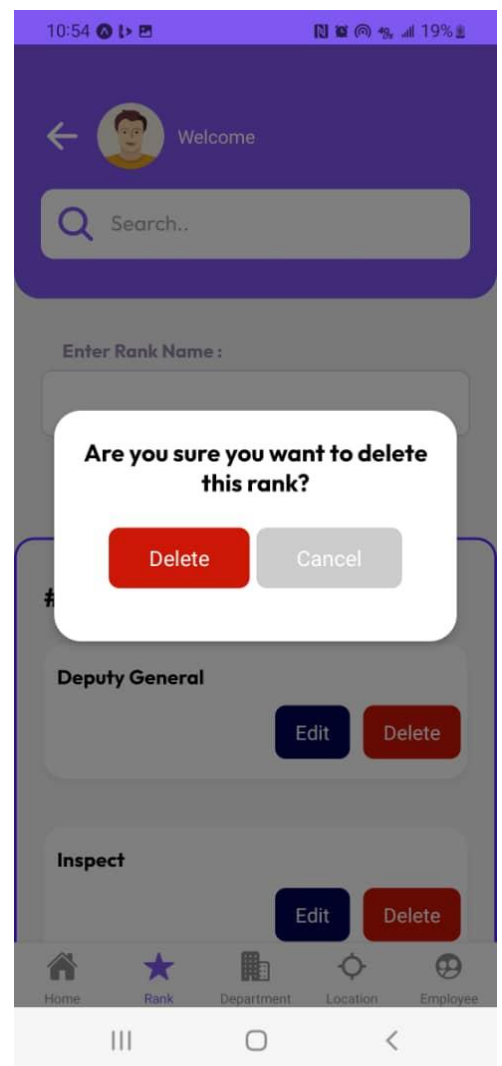 10:54 19%
Welcome
Search..
Enter Rank Name :
Are you sure you want to delete
this rank?
Delete Cancel
#
Deputy General
Edit Delete
Inspect
Edit Delete
Home Rank Department Location Employee